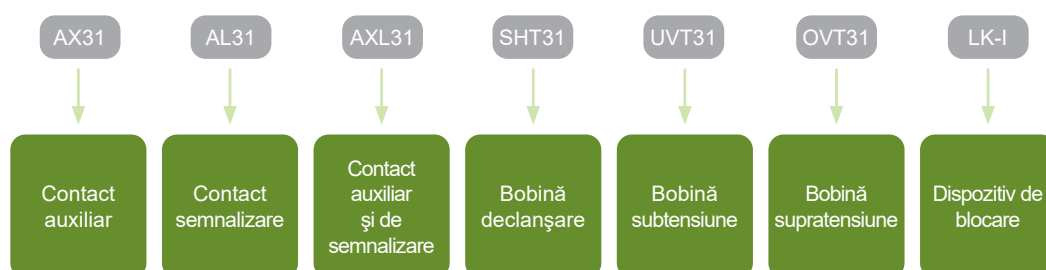 AX31
AL31
AXL31
SHT31
UVT31
OVT31
LK-I
Contact
auxiliar
Contact
semnalizare
Contact
auxiliar
şi de
semnalizare
Bobină
declanşare
Bobină
subtensiune
Bobină
supratensiune
Dispozitiv de
blocare